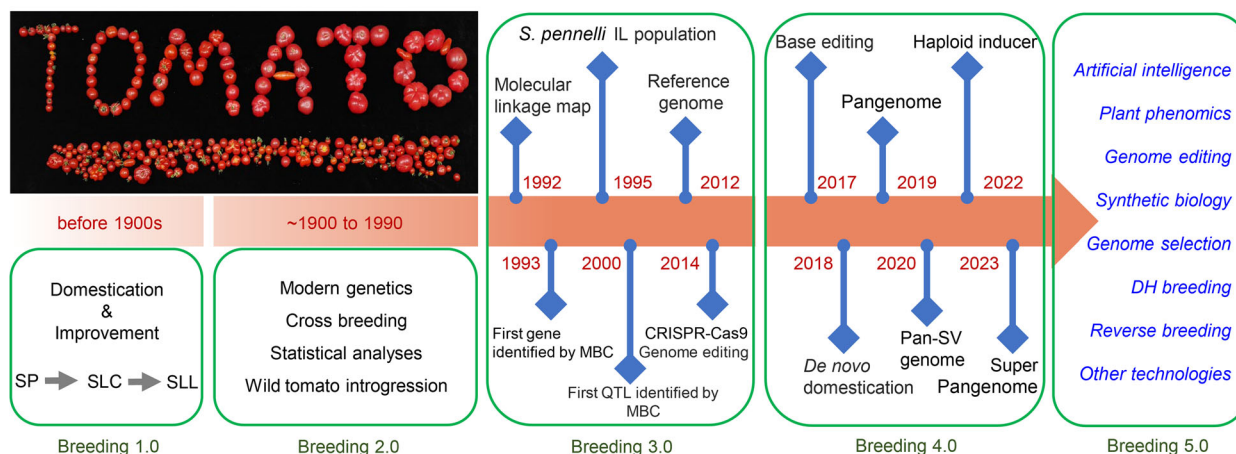 TOMATO
before 1900s
~1900 to 1990
Domestication
&
Improvement
SP
SLC
SLL
Breeding 1.0
Modern genetics
Cross breeding
Statistical analyses
Wild tomato introgression
Breeding 2.0
S. pennelli IL population
Molecular
linkage map
Reference
genome
1992
1995
2012
1993
2000
2014
First gene
identified by MBC
CRISPR-Cas9
Genome editing
First QTL identified by
MBC
Breeding 3.0
Base editing
Haploid inducer
Pangenome
2017
2019
2022
2018
2020
2023
De novo
domestication
Pan-SV
genome
Super
Pangenome
Breeding 4.0
Artificial intelligence
Plant phenomics
Genome editing
Synthetic biology
Genome selection
DH breeding
Reverse breeding
Other technologies
Breeding 5.0